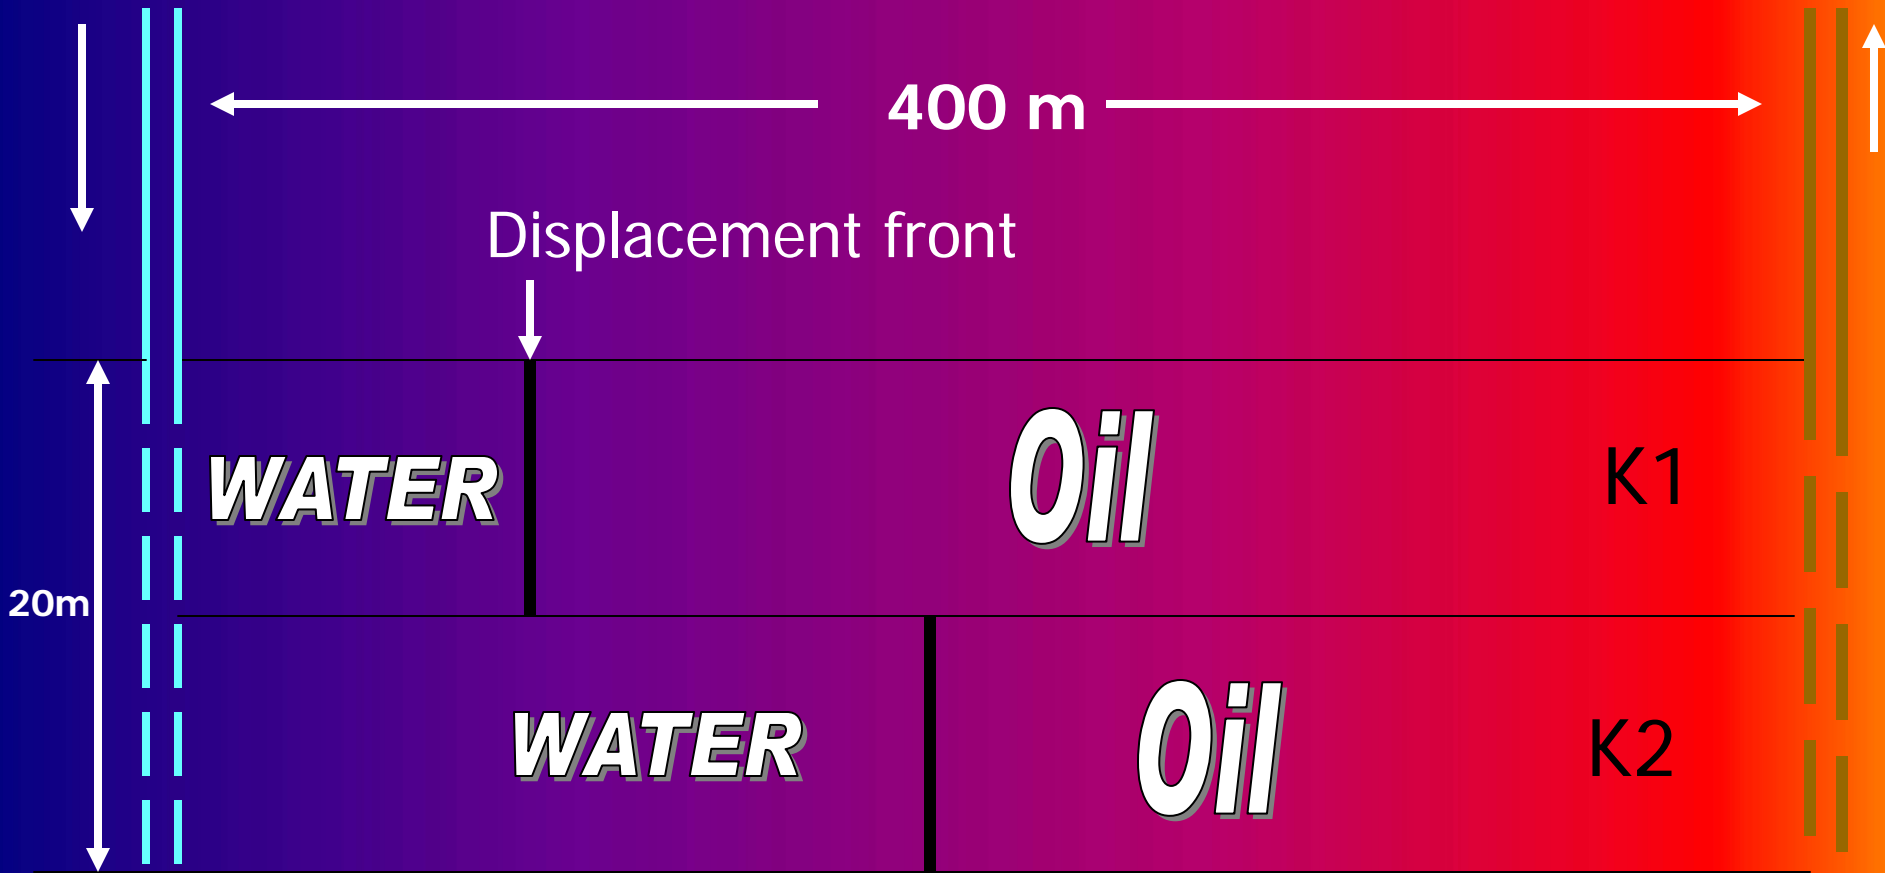 400 m
Displacement front
Oil
WATER
K1
20m
WATER
Oil
K2